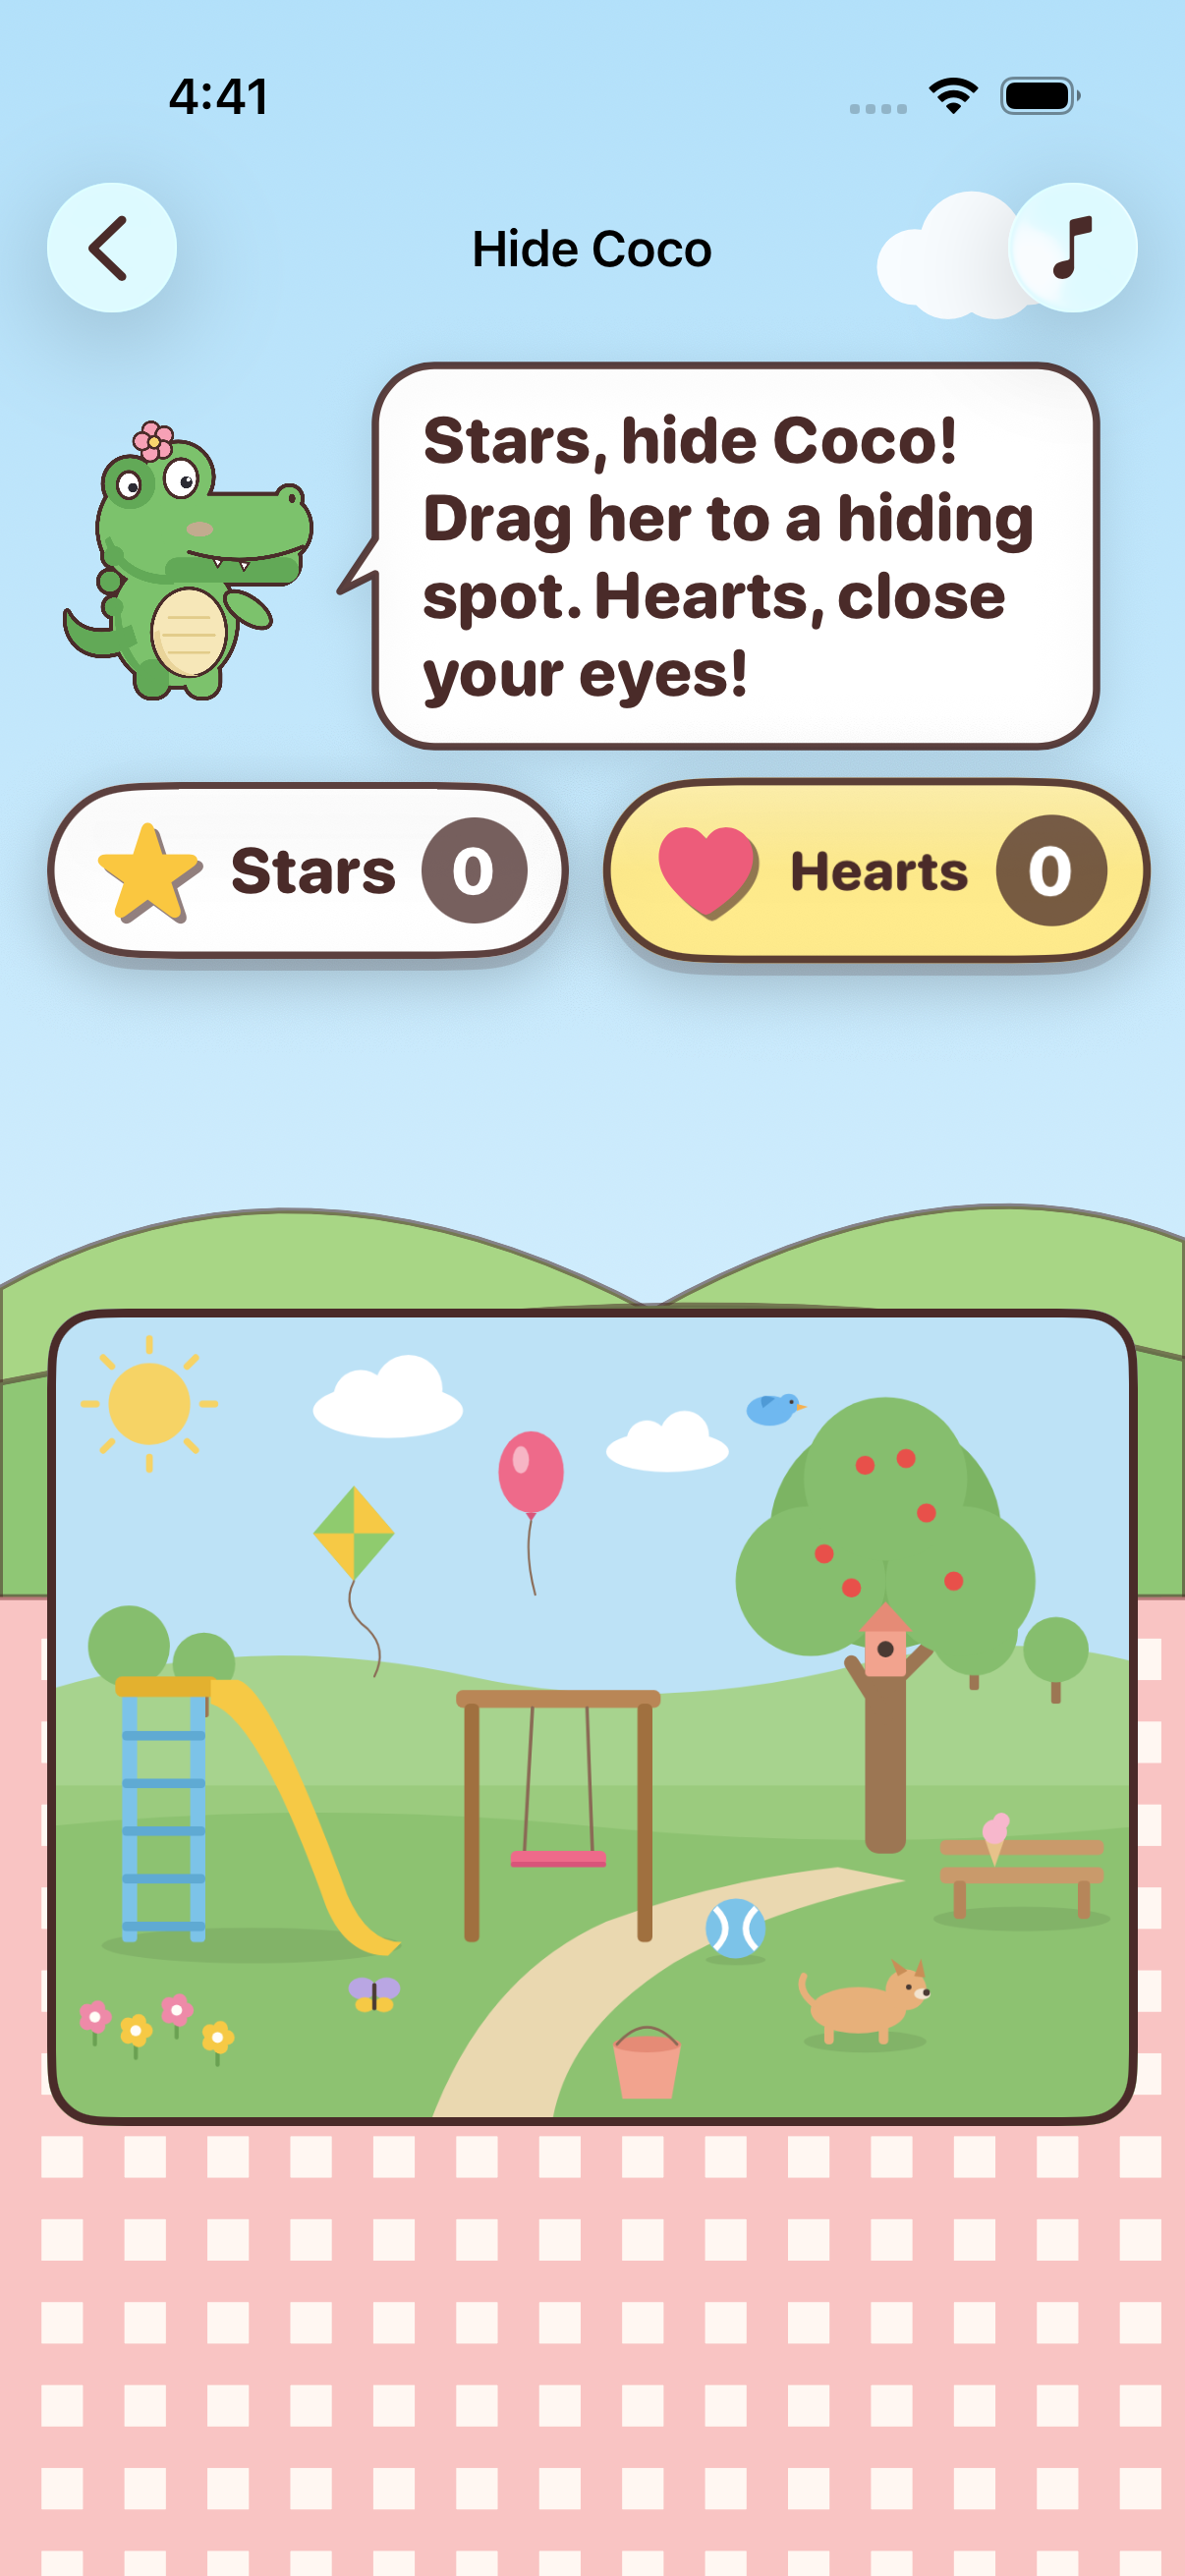 4:41
Hide Coco
Stars, hide Coco!
Drag her to a hiding
spot. Hearts, close
your eyes!
Stars 0
Hearts 0